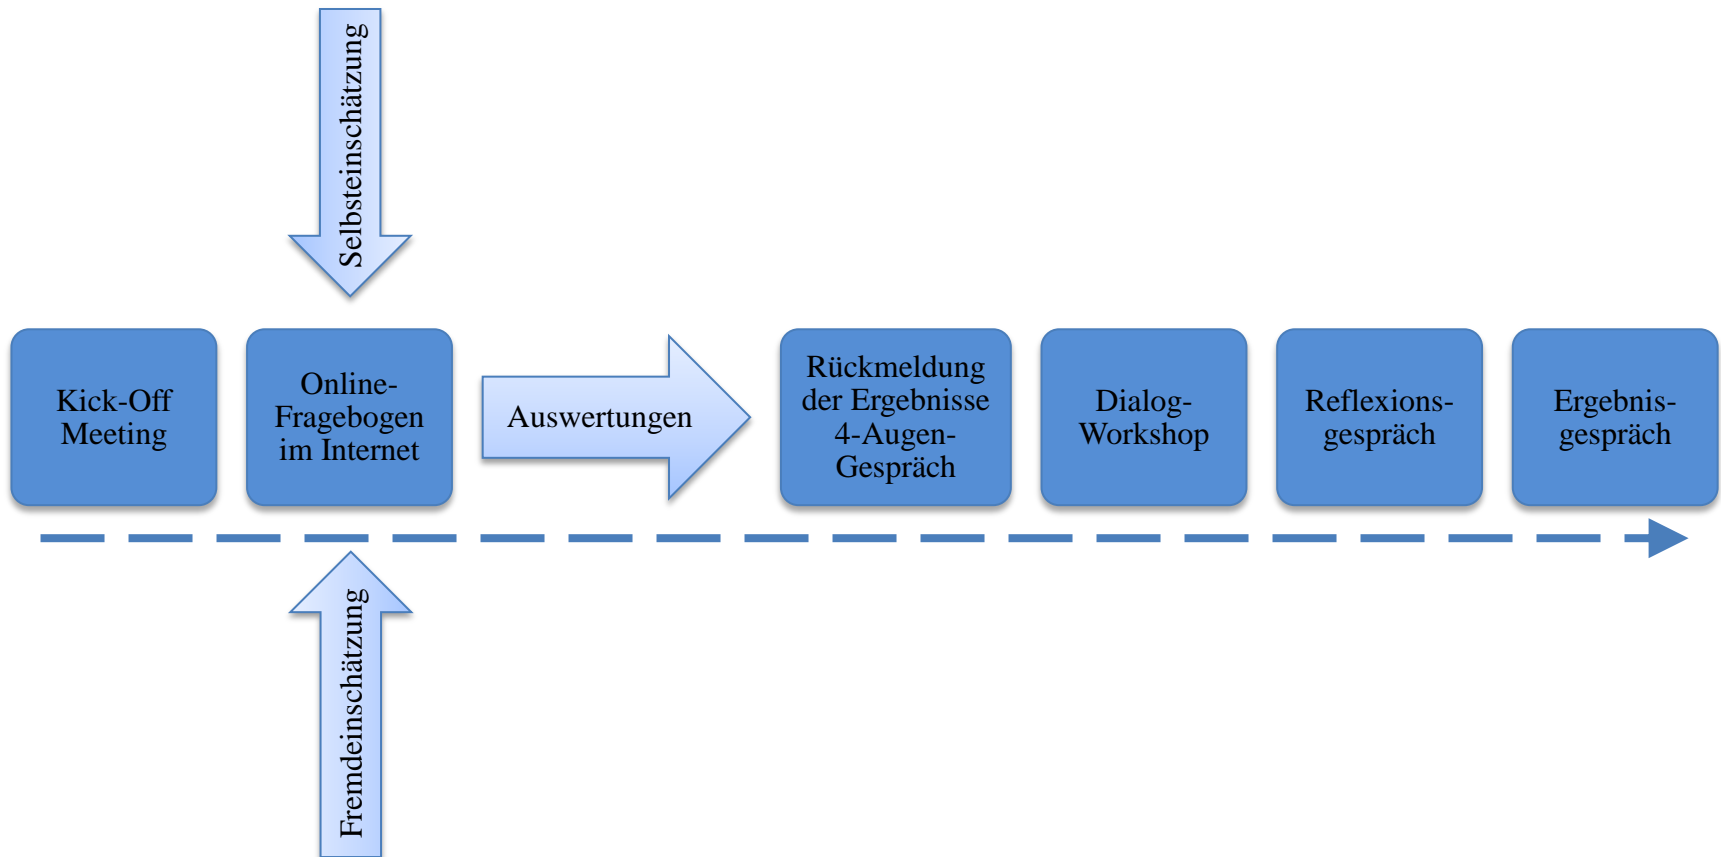 Selbsteinschätzung
Kick-Off
Meeting
Online-
Fragebogen
im Internet
Auswertungen
Rückmeldung
der Ergebnisse
4-Augen-
Gespräch
Dialog-
Workshop
Reflexions-
gespräch
Ergebnis-
gespräch
Fremdeinschätzung